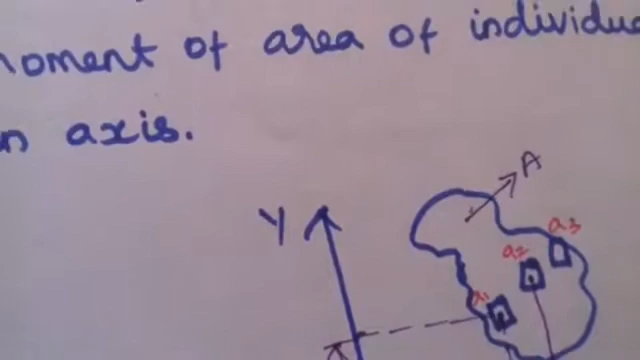 moment of area of individua
n axis.
A
Y
a3
a2
a1